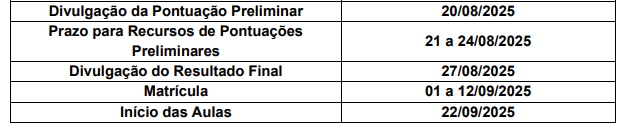 Divulgação da Pontuação Preliminar 20/08/2025
Prazo para Recursos de Pontuações Preliminares 21 a 24/08/2025
Divulgação do Resultado Final 27/08/2025
Matrícula 01 a 12/09/2025
Início das Aulas 22/09/2025